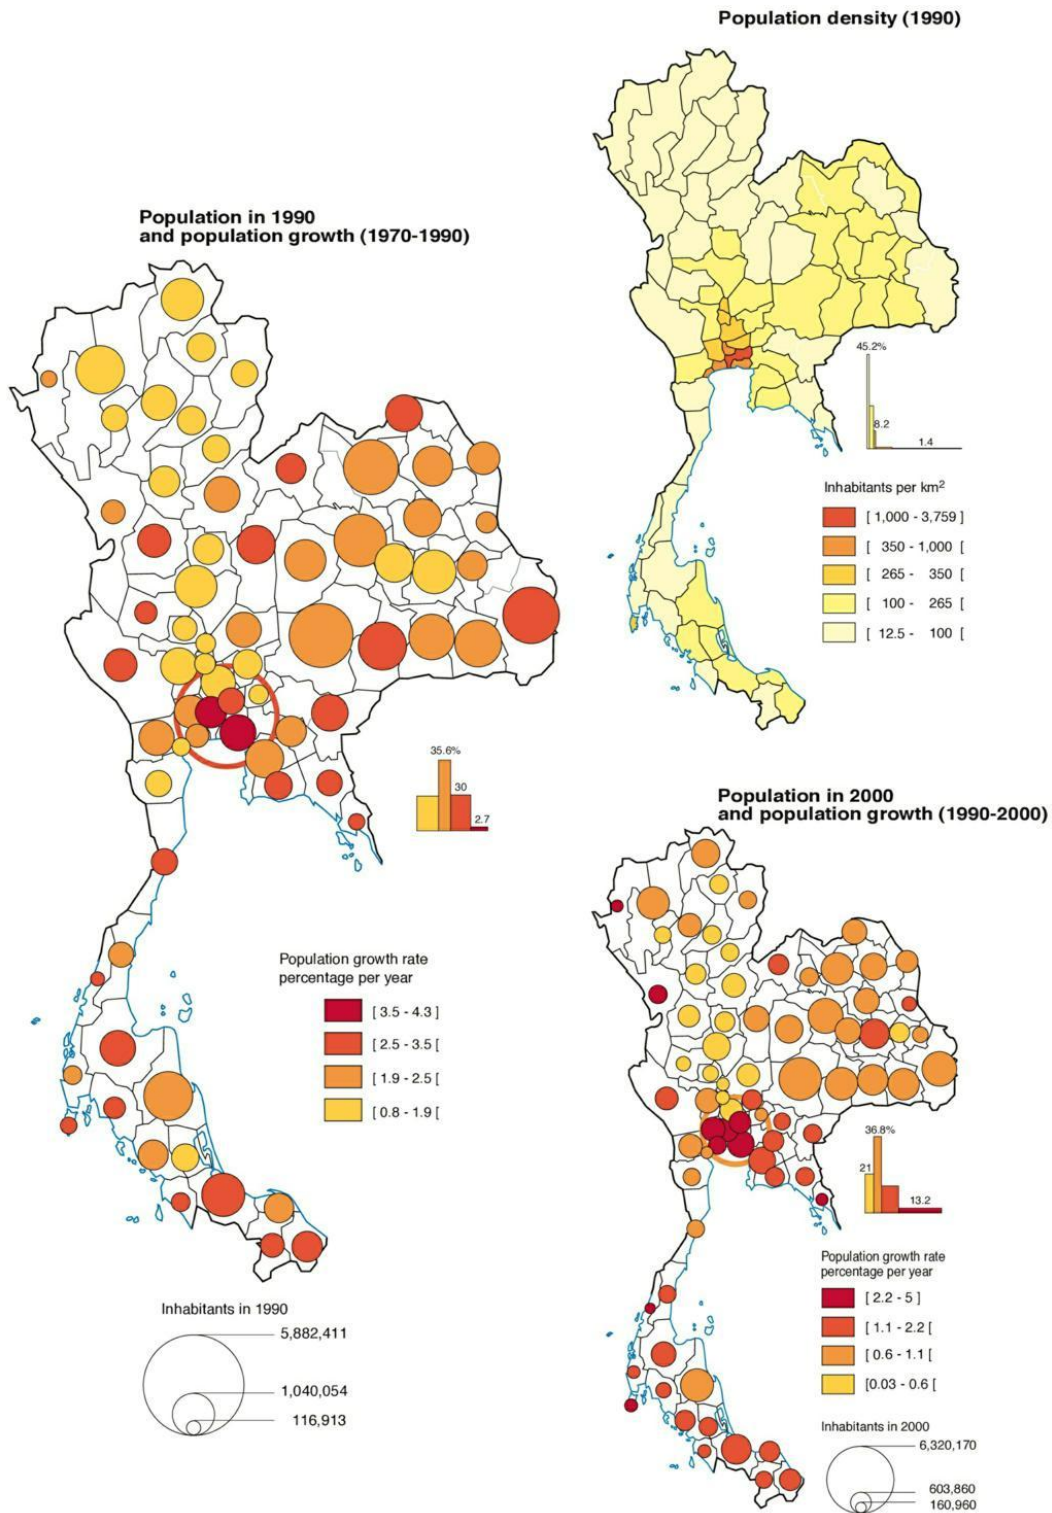 Population density (1990)
45.2%
8.2
1.4
Inhabitants per km²
[ 1,000 - 3,759 ]
[ 350 - 1,000 [
[ 265 - 350 [
[ 100 - 265 [
[ 12.5 - 100 [
Population in 1990
and population growth (1970-1990)
35.6%
30
2.7
Population growth rate
percentage per year
[ 3.5 - 4.3 ]
[ 2.5 - 3.5 [
[ 1.9 - 2.5 [
[ 0.8 - 1.9 [
Inhabitants in 1990
5,882,411
1,040,054
116,913
Population in 2000
and population growth (1990-2000)
36.8%
21
13.2
Population growth rate
percentage per year
[ 2.2 - 5 ]
[ 1.1 - 2.2 [
[ 0.6 - 1.1 [
[0.03 - 0.6 [
Inhabitants in 2000
6,320,170
603,860
160,960